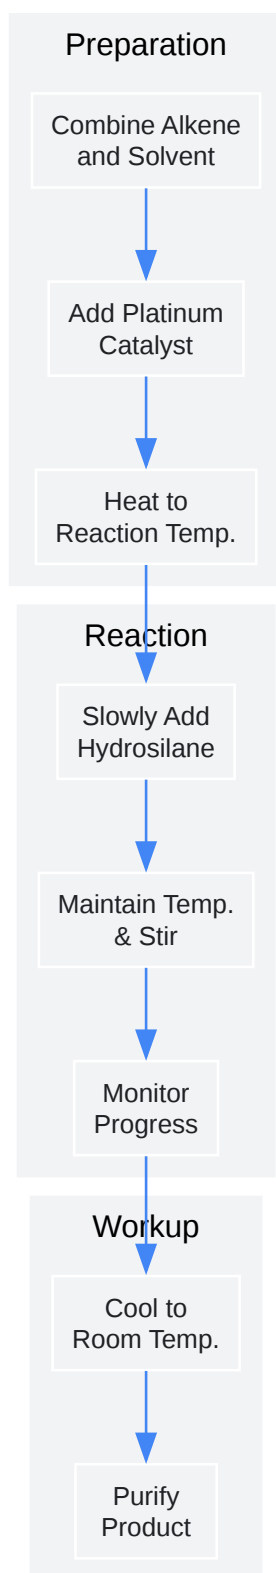 Preparation
Combine Alkene
and Solvent
Add Platinum
Catalyst
Heat to
Reaction Temp.
Reaction
Slowly Add
Hydrosilane
Maintain Temp.
& Stir
Monitor
Progress
Workup
Cool to
Room Temp.
Purify
Product